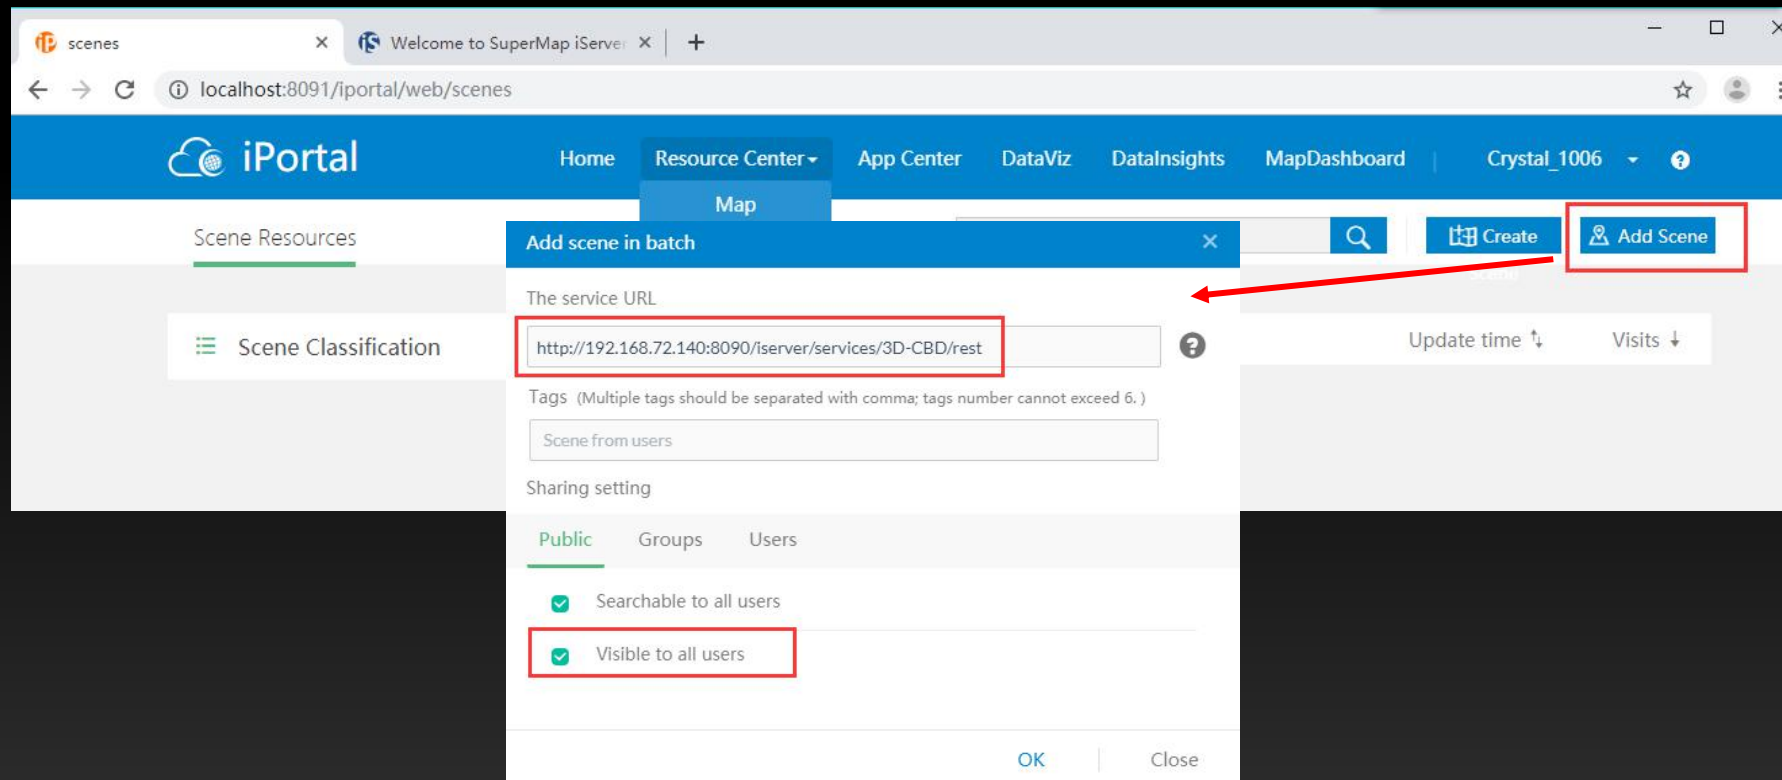 scenes
Welcome to SuperMap iServer
localhost:8091/iportal/web/scenes
iPortal
Home Resource Center App Center DataViz DataInsights MapDashboard Crystal_1006
Map
Scene Resources
Create
Add Scene
Add scene in batch
The service URL
http://192.168.72.140:8090/iserver/services/3D-CBD/rest
Scene Classification
Update time
Visits
Tags (Multiple tags should be separated with comma; tags number cannot exceed 6. )
Scene from users
Sharing setting
Public Groups Users
Searchable to all users
Visible to all users
OK Close